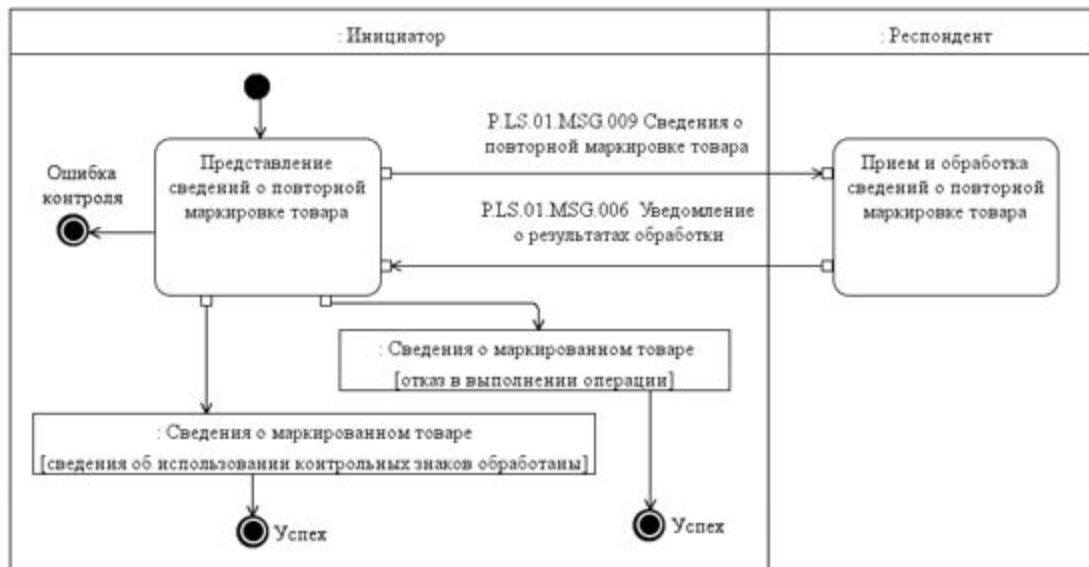 : Инициатор
: Респондент
P.LS.01.MSG.009 Сведения о
повторной маркировке товара
Ошибка
контроля
Представление
сведений о повторной
маркировке товара
Прием и обработка
сведений о повторной
маркировке товара
P.LS.01.MSG.006 Уведомление
о результатах обработки
: Сведения о маркированном товаре
[отказ в выполнении операции]
: Сведения о маркированном товаре
[сведения об использовании контрольных знаков обработаны]
Успех
Успех